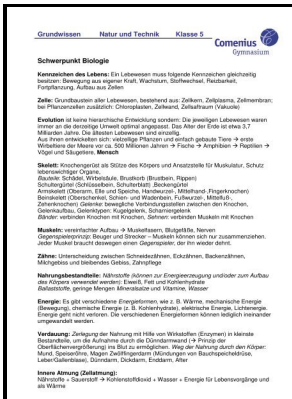 Grundwissen Natur und Technik Klasse 5
Comenius
Gymnasium
Schwerpunkt Biologie
Kennzeichen des Lebens: Ein Lebewesen muss folgende Kennzeichen gleichzeitig
besitzen: Bewegung aus eigener Kraft, Wachstum, Stoffwechsel, Reizbarkeit,
Fortpflanzung, Aufbau aus Zellen
Zelle: Grundbaustein aller Lebewesen, bestehend aus: Zellkern, Zellplasma, Zellmembran;
bei Pflanzenzellen zusätzlich: Chloroplasten, Zellwand, Zellsaftraum (Vakuole)
Evolution ist keine hierarchische Entwicklung sondern: Die jeweiligen Lebewesen waren
immer an die derzeitige Umwelt optimal angepasst. Das Alter der Erde ist etwa 3,7
Milliarden Jahre. Die ältesten Lebewesen sind einzellig.
Aus ihnen entwickelten sich: vielzellige Pflanzen und einfach gebaute Tiere → erste
Wirbeltiere der Meere vor ca. 500 Millionen Jahren → Fische → Amphibien → Reptilien →
Vögel und Säugetiere, Mensch
Skelett: Knochengerüst als Stütze des Körpers und Ansatzstelle für Muskulatur, Schutz
lebenswichtiger Organe,
Bauteile: Schädel, Wirbelsäule, Brustkorb (Brustbein, Rippen)
Schultergürtel (Schlüsselbein, Schulterblatt), Beckengürtel
Armskelett (Oberarm, Elle und Speiche, Handwurzel-, Mittelhand-,Fingerknochen)
Beinskelett (Oberschenkel, Schien- und Wadenbein, Fußwurzel-, Mittelfuß-,
Zehenknochen) Gelenke: bewegliche Verbindungsstellen zwischen den Knochen,
Gelenkaufbau, Gelenktypen: Kugelgelenk, Scharniergelenk
Bänder: verbinden Knochen mit Knochen, Sehnen: verbinden Muskeln mit Knochen
Muskeln: vereinfachter Aufbau → Muskelfasern, Blutgefäße, Nerven
Gegenspielerprinzip: Beuger und Strecker – Muskeln können sich nur zusammenziehen.
Jeder Muskel braucht deswegen einen Gegenspieler, der ihn wieder dehnt.
Zähne: Unterscheidung zwischen Schneidezähnen, Eckzähnen, Backenzähnen,
Milchgebiss und bleibendes Gebiss, Zahnpflege
Nahrungsbestandteile: Nährstoffe (können zur Energieerzeugung und/oder zum Aufbau
des Körpers verwendet werden): Eiweiß, Fett und Kohlenhydrate
Ballaststoffe, geringe Mengen Mineralsalze und Vitamine, Wasser
Energie: Es gibt verschiedene Energieformen, wie z. B. Wärme, mechanische Energie
(Bewegung), chemische Energie (z. B. Kohlenhydrate), elektrische Energie, Lichtenergie.
Energie geht nicht verloren. Die verschiedenen Energieformen können lediglich ineinander
umgewandelt werden.
Verdauung: Zerlegung der Nahrung mit Hilfe von Wirkstoffen (Enzymen) in kleinste
Bestandteile, um die Aufnahme durch die Dünndarmwand (→ Prinzip der
Oberflächenvergrößerung) ins Blut zu ermöglichen. Weg der Nahrung durch den Körper:
Mund, Speiseröhre, Magen Zwölffingerdarm (Mündungen von Bauchspeicheldrüse,
Leber/Gallenblase), Dünndarm, Dickdarm, Enddarm, After
Innere Atmung (Zellatmung):
Nährstoffe + Sauerstoff → Kohlenstoffdioxid + Wasser + Energie für Lebensvorgänge und
als Wärme